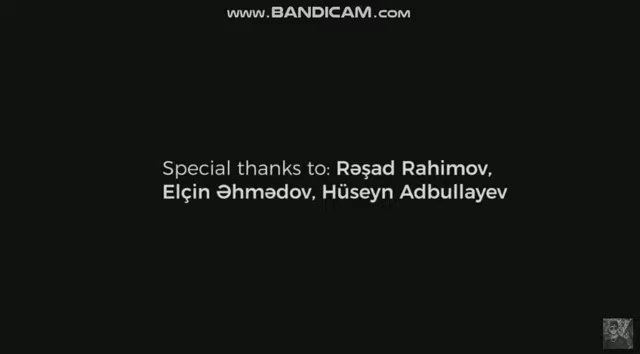 www.BANDICAM.com
Special thanks to: Rəşad Rahimov,
Elçin Əhmədov, Hüseyn Adbullayev